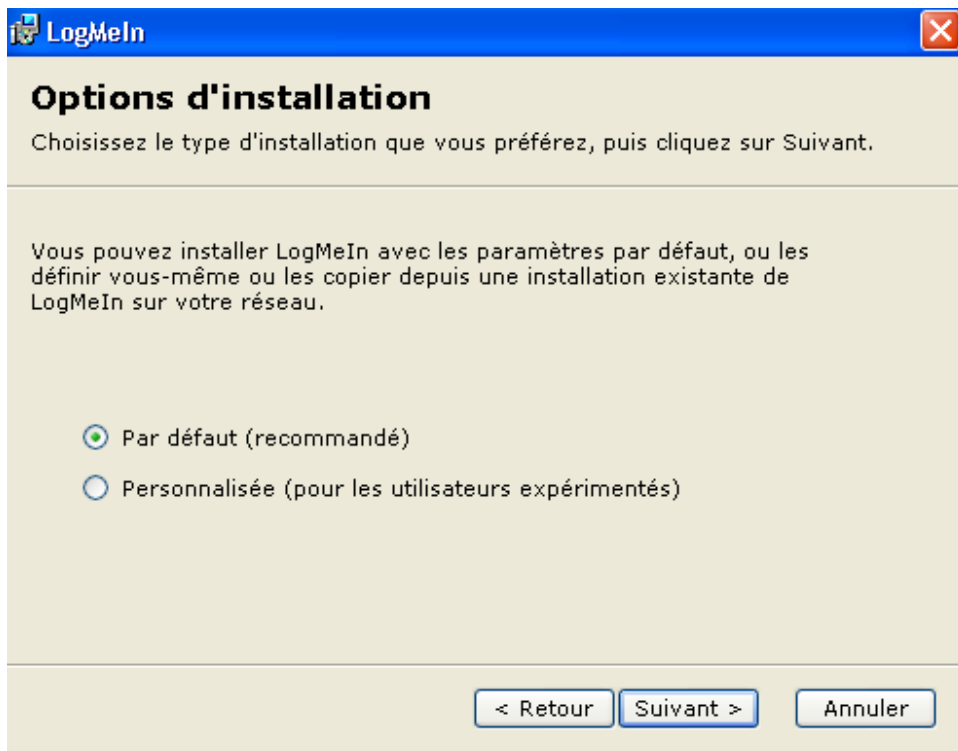 LogMeIn
Options d'installation
Choisissez le type d'installation que vous préférez, puis cliquez sur Suivant.
Vous pouvez installer LogMeIn avec les paramètres par défaut, ou les
définir vous-même ou les copier depuis une installation existante de
LogMeIn sur votre réseau.
Par défaut (recommandé)
Personnalisée (pour les utilisateurs expérimentés)
< Retour Suivant > Annuler